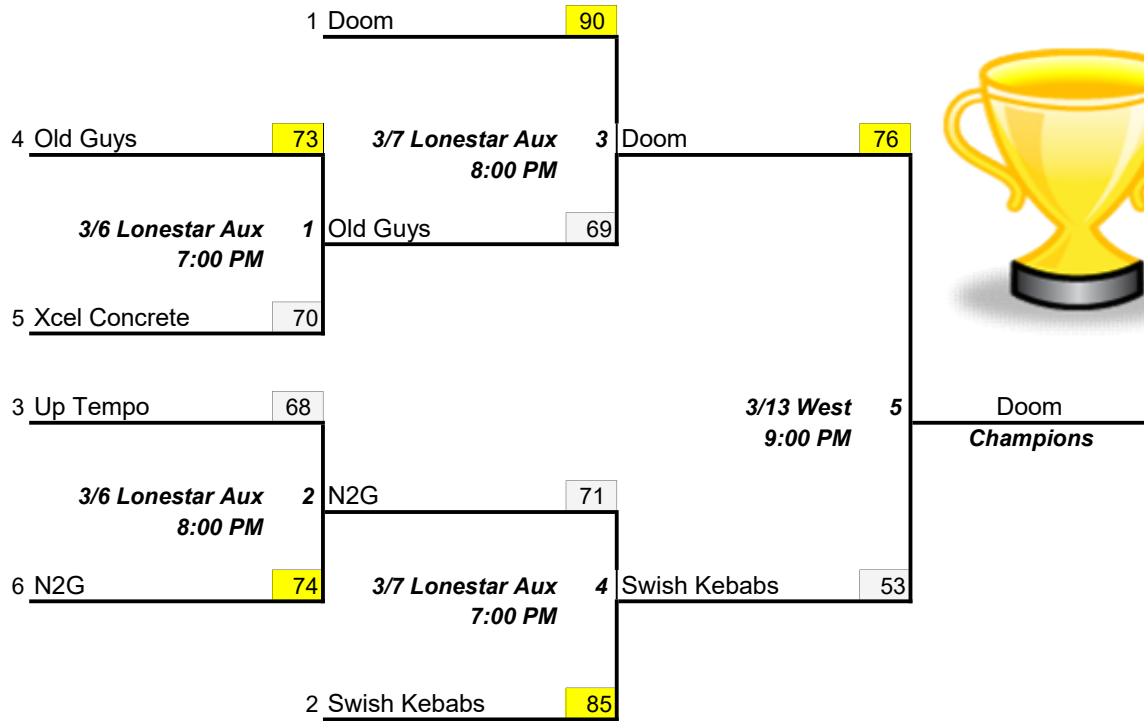 1 Doom 90
4 Old Guys 73 3/7 Lonestar Aux 3 Doom 76
8:00 PM
3/6 Lonestar Aux 1 Old Guys 69
7:00 PM
5 Xcel Concrete 70
3 Up Tempo 68 3/13 West 5 Doom
9:00 PM Champions
3/6 Lonestar Aux 2 N2G 71
8:00 PM
6 N2G 74 3/7 Lonestar Aux 4 Swish Kebabs 53
7:00 PM
2 Swish Kebabs 85